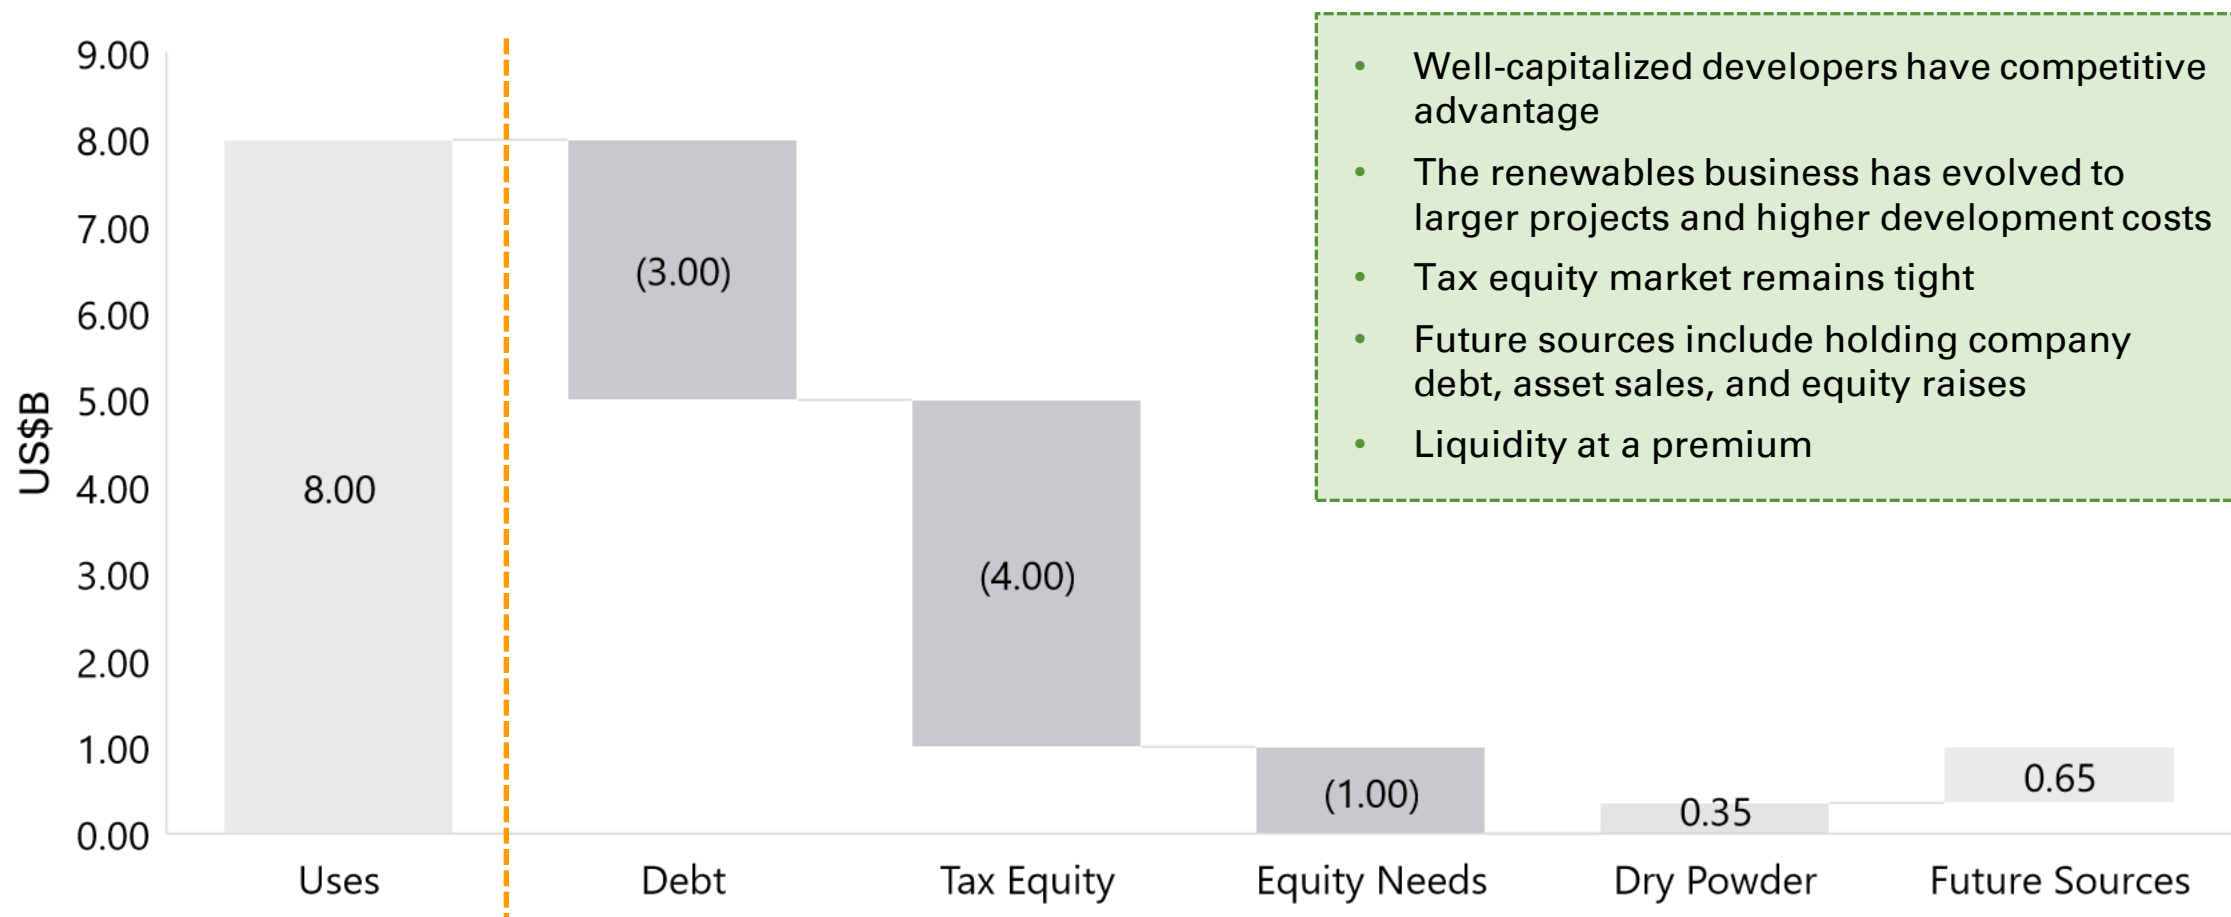 9.00
8.00
7.00
6.00
5.00
4.00
3.00
2.00
1.00
0.00
US$B
8.00
(3.00)
(4.00)
(1.00)
0.35
0.65
Uses
Debt
Tax Equity
Equity Needs
Dry Powder
Future Sources
• Well-capitalized developers have competitive
advantage
• The renewables business has evolved to
larger projects and higher development costs
• Tax equity market remains tight
• Future sources include holding company
debt, asset sales, and equity raises
• Liquidity at a premium